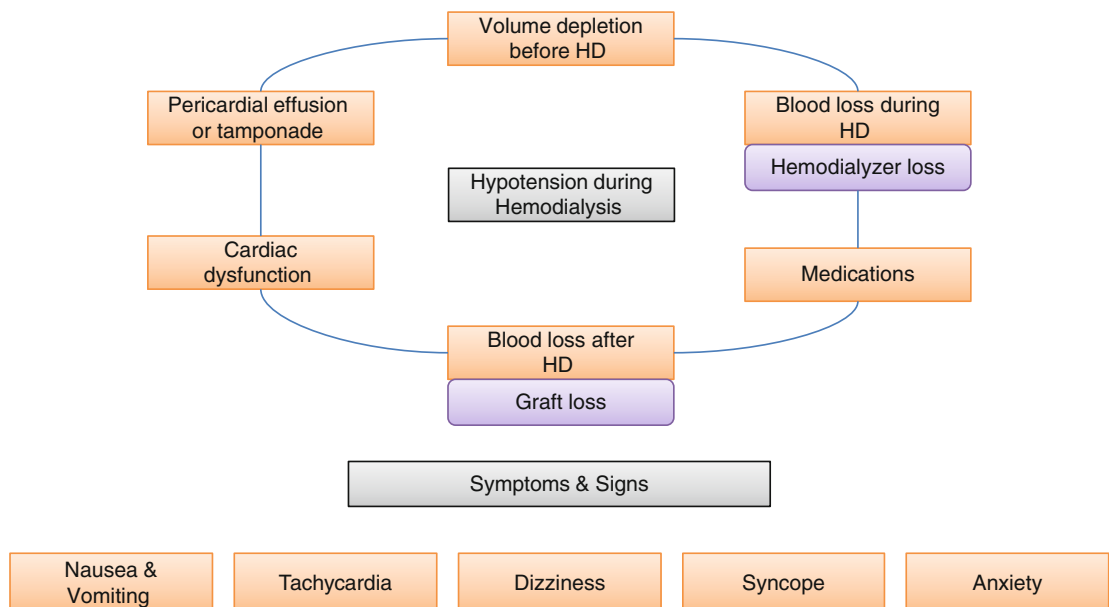 Volume depletion
before HD
Pericardial effusion
or tamponade
Blood loss during
HD
Hemodialyzer loss
Hypotension during
Hemodialysis
Cardiac
dysfunction
Medications
Blood loss after
HD
Graft loss
Symptoms & Signs
Nausea &
Vomiting
Tachycardia
Dizziness
Syncope
Anxiety